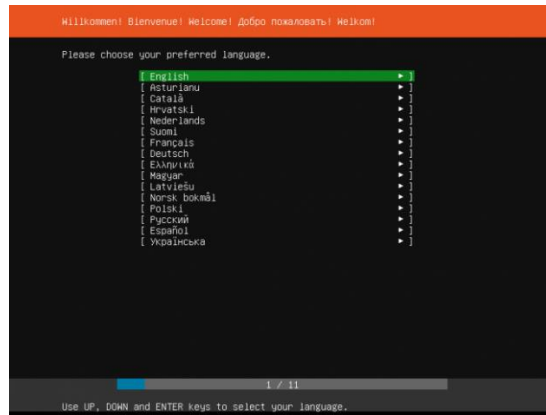 Willkommen! Bienvenue! Welcome! Добро пожаловать! Welkom!
Please choose your preferred language.
[ English ► ]
[ Asturianu ► ]
[ Català ► ]
[ Hrvatski ► ]
[ Nederlands ► ]
[ Suomi ► ]
[ Français ► ]
[ Deutsch ► ]
[ Ελληνικά ► ]
[ Magyar ► ]
[ Latviešu ► ]
[ Norsk bokmål ► ]
[ Polski ► ]
[ Русский ► ]
[ Español ► ]
[ Українська ► ]
1 / 11
Use UP, DOWN and ENTER keys to select your language.